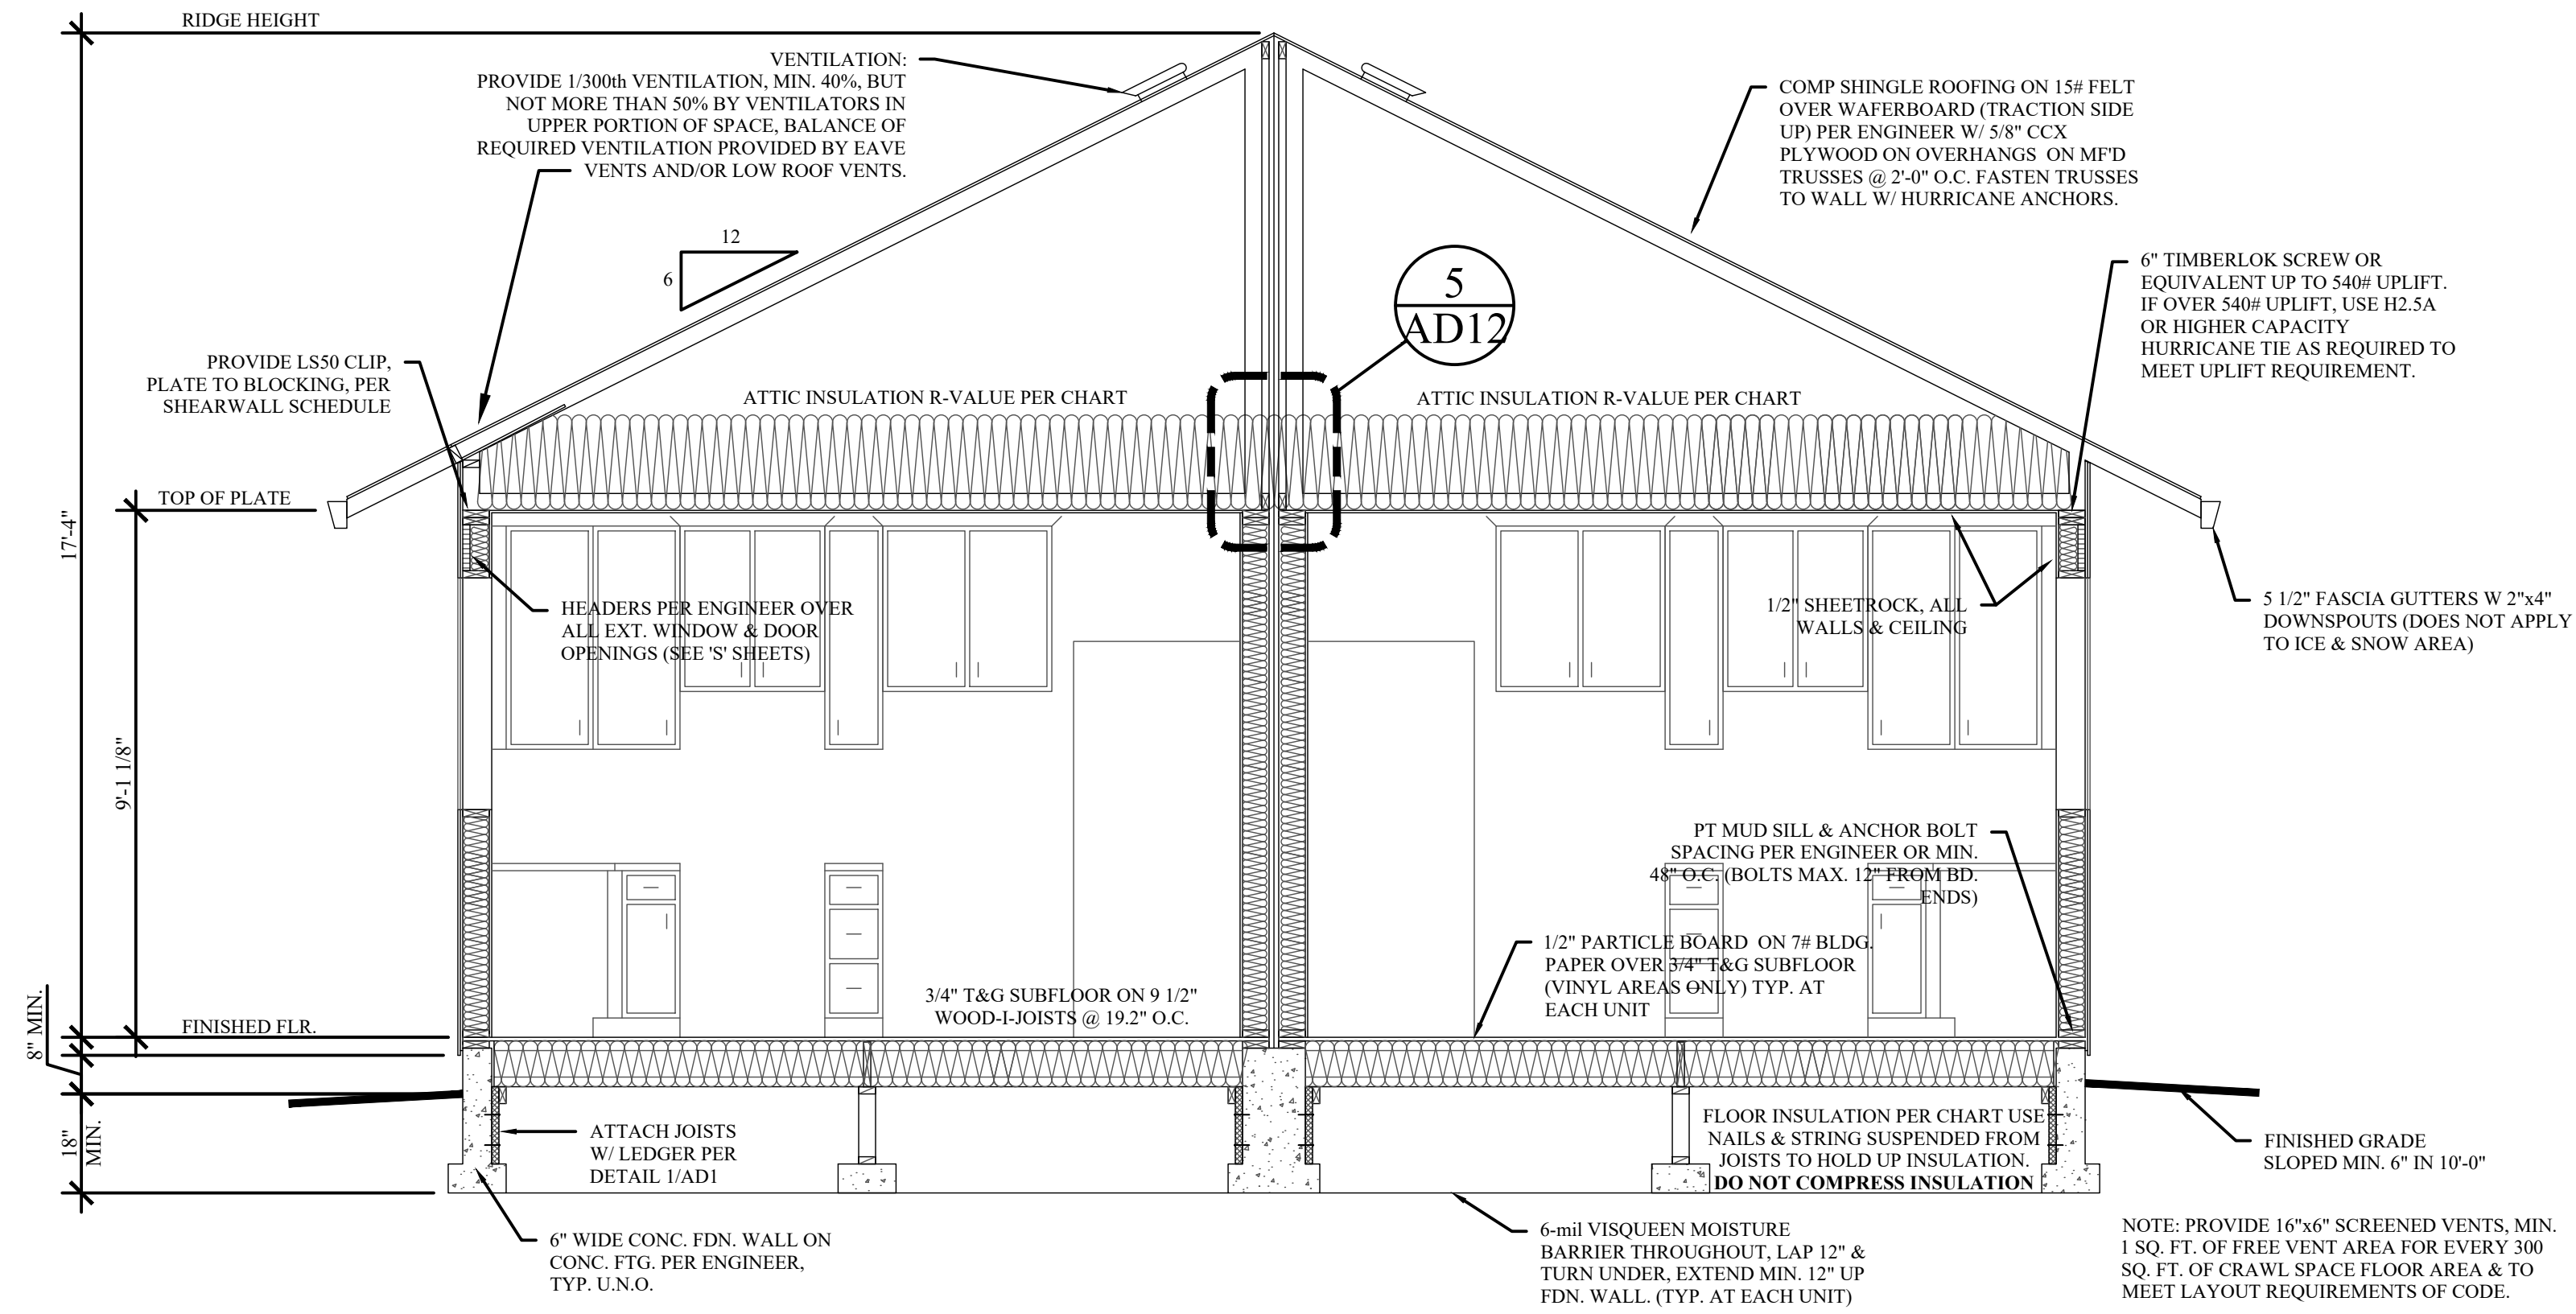 RIDGE HEIGHT
VENTILATION:
PROVIDE 1/300th VENTILATION, MIN. 40%, BUT
NOT MORE THAN 50% BY VENTILATORS IN
UPPER PORTION OF SPACE, BALANCE OF
REQUIRED VENTILATION PROVIDED BY EAVE
VENTS AND/OR LOW ROOF VENTS.
COMP SHINGLE ROOFING ON 15# FELT
OVER WAFERBOARD (TRACTION SIDE
UP) PER ENGINEER W/ 5/8" CCX
PLYWOOD ON OVERHANGS ON MF'D
TRUSSES @ 2'-0" O.C. FASTEN TRUSSES
TO WALL W/ HURRICANE ANCHORS.
12
6
5
AD12
6" TIMBERLOK SCREW OR
EQUIVALENT UP TO 540# UPLIFT.
IF OVER 540# UPLIFT, USE H2.5A
OR HIGHER CAPACITY
HURRICANE TIE AS REQUIRED TO
MEET UPLIFT REQUIREMENT.
PROVIDE LS50 CLIP,
PLATE TO BLOCKING, PER
SHEARWALL SCHEDULE
ATTIC INSULATION R-VALUE PER CHART
ATTIC INSULATION R-VALUE PER CHART
TOP OF PLATE
17'-4"
9'-1 1/8"
HEADERS PER ENGINEER OVER
ALL EXT. WINDOW & DOOR
OPENINGS (SEE 'S' SHEETS)
1/2" SHEETROCK, ALL
WALLS & CEILING
5 1/2" FASCIA GUTTERS W 2"x4"
DOWNSPOUTS (DOES NOT APPLY
TO ICE & SNOW AREA)
PT MUD SILL & ANCHOR BOLT
SPACING PER ENGINEER OR MIN.
48" O.C. (BOLTS MAX. 12" FROM BD.
ENDS)
1/2" PARTICLE BOARD ON 7# BLDG.
PAPER OVER 3/4" T&G SUBFLOOR
(VINYL AREAS ONLY) TYP. AT
EACH UNIT
3/4" T&G SUBFLOOR ON 9 1/2"
WOOD-I-JOISTS @ 19.2" O.C.
FINISHED FLR.
8" MIN.
18"
MIN.
ATTACH JOISTS
W/ LEDGER PER
DETAIL 1/AD1
FLOOR INSULATION PER CHART USE
NAILS & STRING SUSPENDED FROM
JOISTS TO HOLD UP INSULATION.
DO NOT COMPRESS INSULATION
FINISHED GRADE
SLOPED MIN. 6" IN 10'-0"
6" WIDE CONC. FDN. WALL ON
CONC. FTG. PER ENGINEER,
TYP. U.N.O.
6-mil VISQUEEN MOISTURE
BARRIER THROUGHOUT, LAP 12" &
TURN UNDER, EXTEND MIN. 12" UP
FDN. WALL. (TYP. AT EACH UNIT)
NOTE: PROVIDE 16"x6" SCREENED VENTS, MIN.
1 SQ. FT. OF FREE VENT AREA FOR EVERY 300
SQ. FT. OF CRAWL SPACE FLOOR AREA & TO
MEET LAYOUT REQUIREMENTS OF CODE.